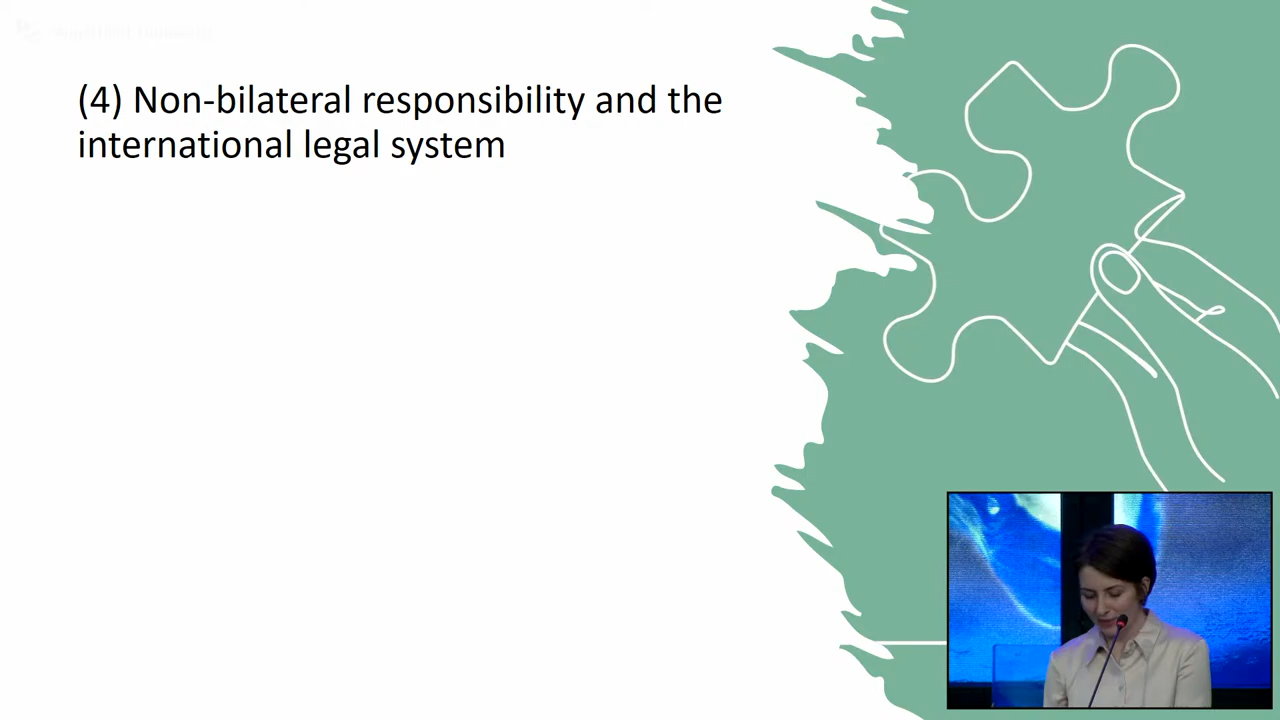 (4) Non-bilateral responsibility and the
international legal system